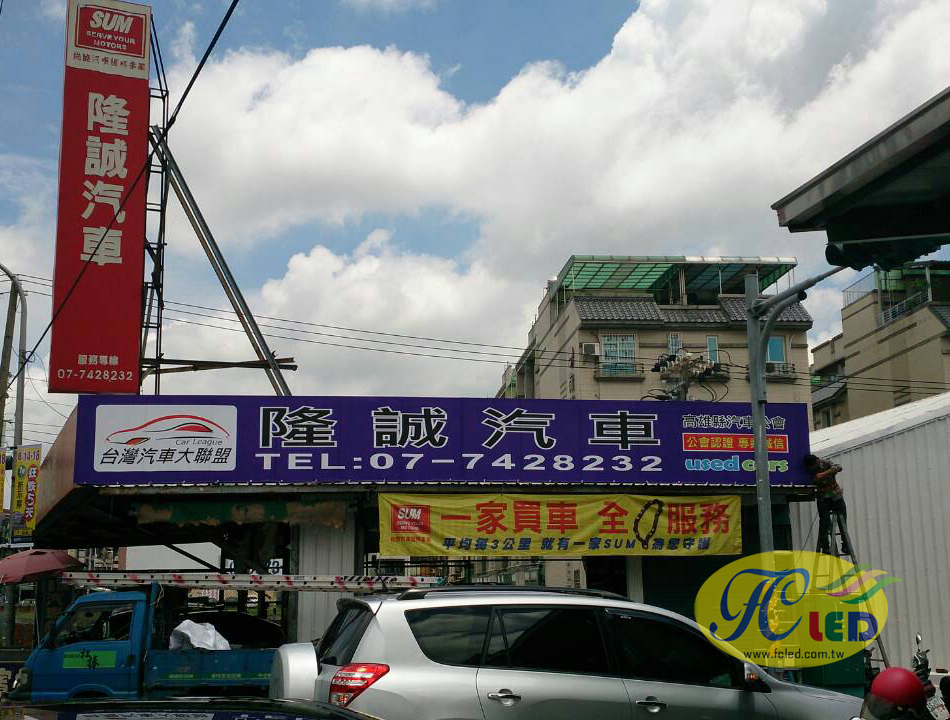 SUM
SERVE YOUR
MOTORS
隆誠汽車
服務專線
07-7428232
Car League
台灣汽車大聯盟
隆誠汽車
TEL:07-7428232
高雄縣汽車公會
公會認證 專業誠信
used cars
SUM
一家買車 全 服務
平均每3公里 就有一家SUM 為您守護
FC LED
www.fcled.com.tw